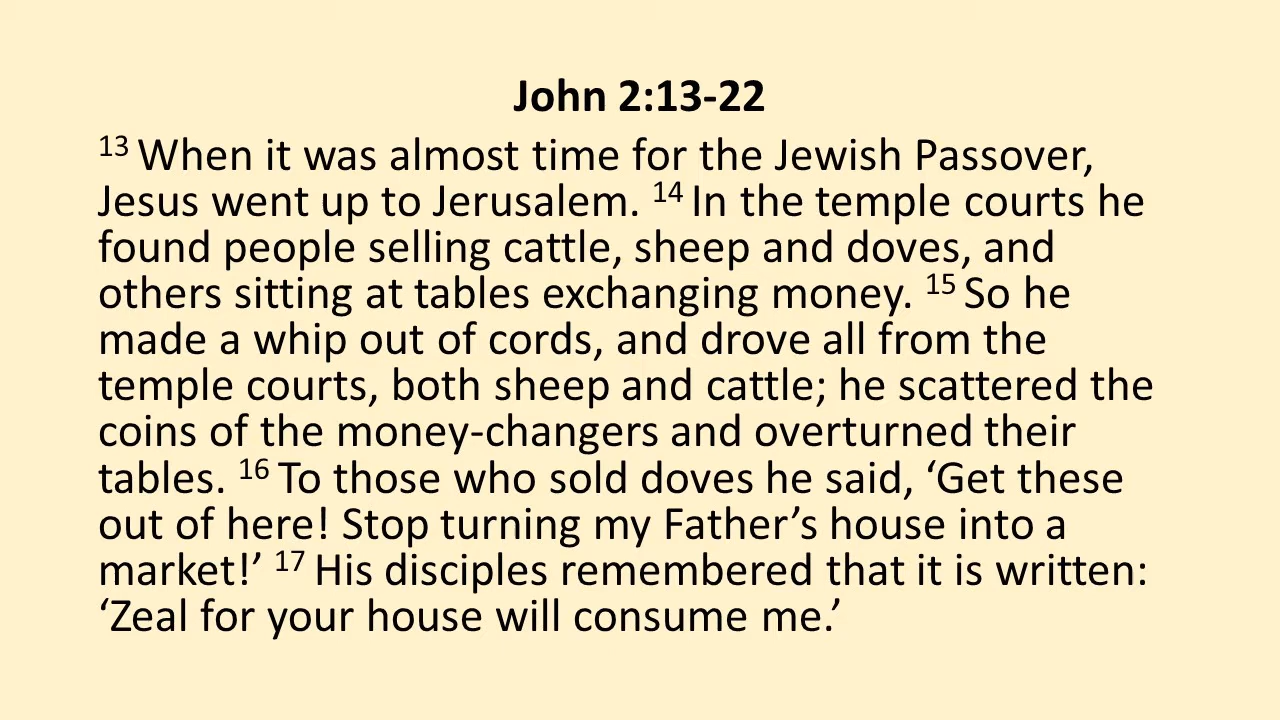 John 2:13-22
13 When it was almost time for the Jewish Passover,
Jesus went up to Jerusalem. 14 In the temple courts he
found people selling cattle, sheep and doves, and
others sitting at tables exchanging money. 15 So he
made a whip out of cords, and drove all from the
temple courts, both sheep and cattle; he scattered the
coins of the money-changers and overturned their
tables. 16 To those who sold doves he said, ‘Get these
out of here! Stop turning my Father’s house into a
market!’ 17 His disciples remembered that it is written:
‘Zeal for your house will consume me.’